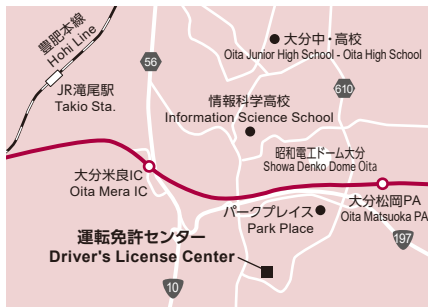 豊肥本線
Hohi Line
JR滝尾駅
Takio Sta.
56
大分中・高校
Oita Junior High School - Oita High School
610
情報科学高校
Information Science School
昭和電工ドーム大分
Showa Denko Dome Oita
大分米良IC
Oita Mera IC
大分松岡PA
Oita Matsuoka PA
パークプレイス
Park Place
197
運転免許センター
Driver's License Center
10